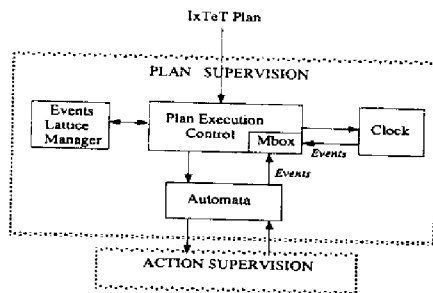 IxTeT Plan
PLAN SUPERVISION
Events
Lattice
Manager
Plan Execution
Control
Mbox
Clock
Events
Events
Automata
ACTION SUPERVISION